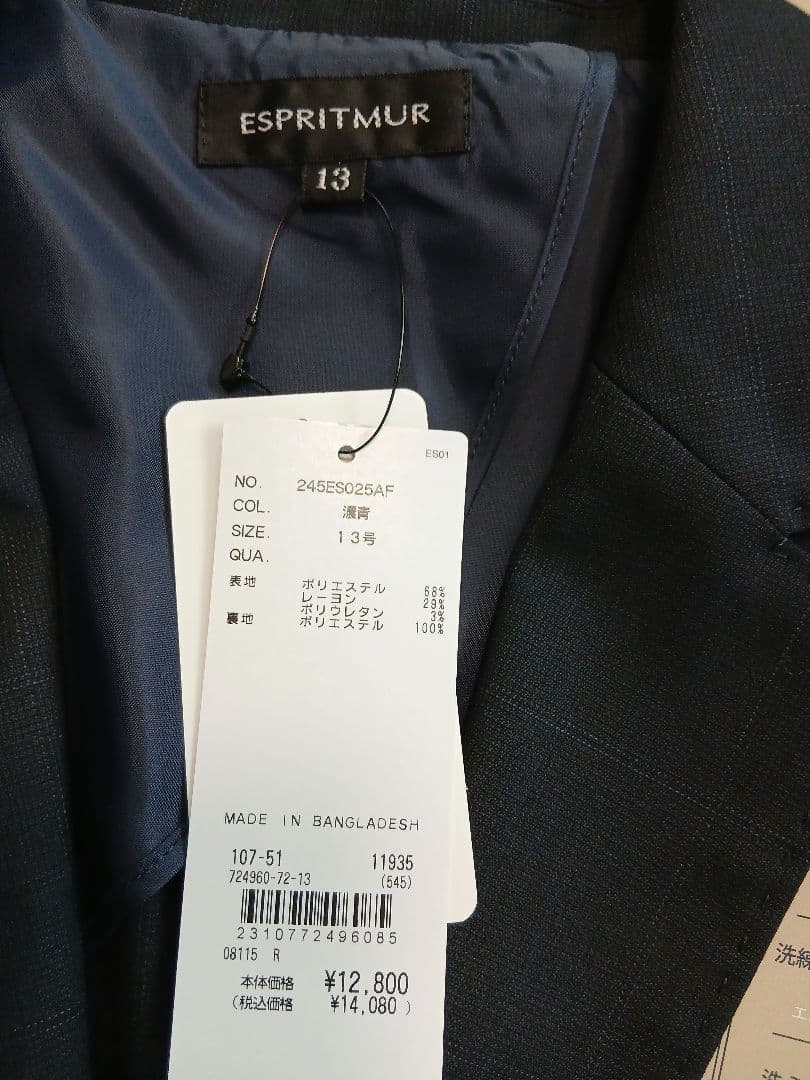 ESPRITMUR
13
ES01
NO. 245ES025AF
COL. 濃青
SIZE. 13号
QUA.
表地 ポリエステル 68%
レーヨン 29%
ポリウレタン 3%
裏地 ポリエステル 100%
MADE IN BANGLADESH
107-51 11935
724960-72-13 (545)
2310772496085
08115 R
本体価格 ¥12,800
(税込価格 ¥14,080 )
洗練
エ
洗